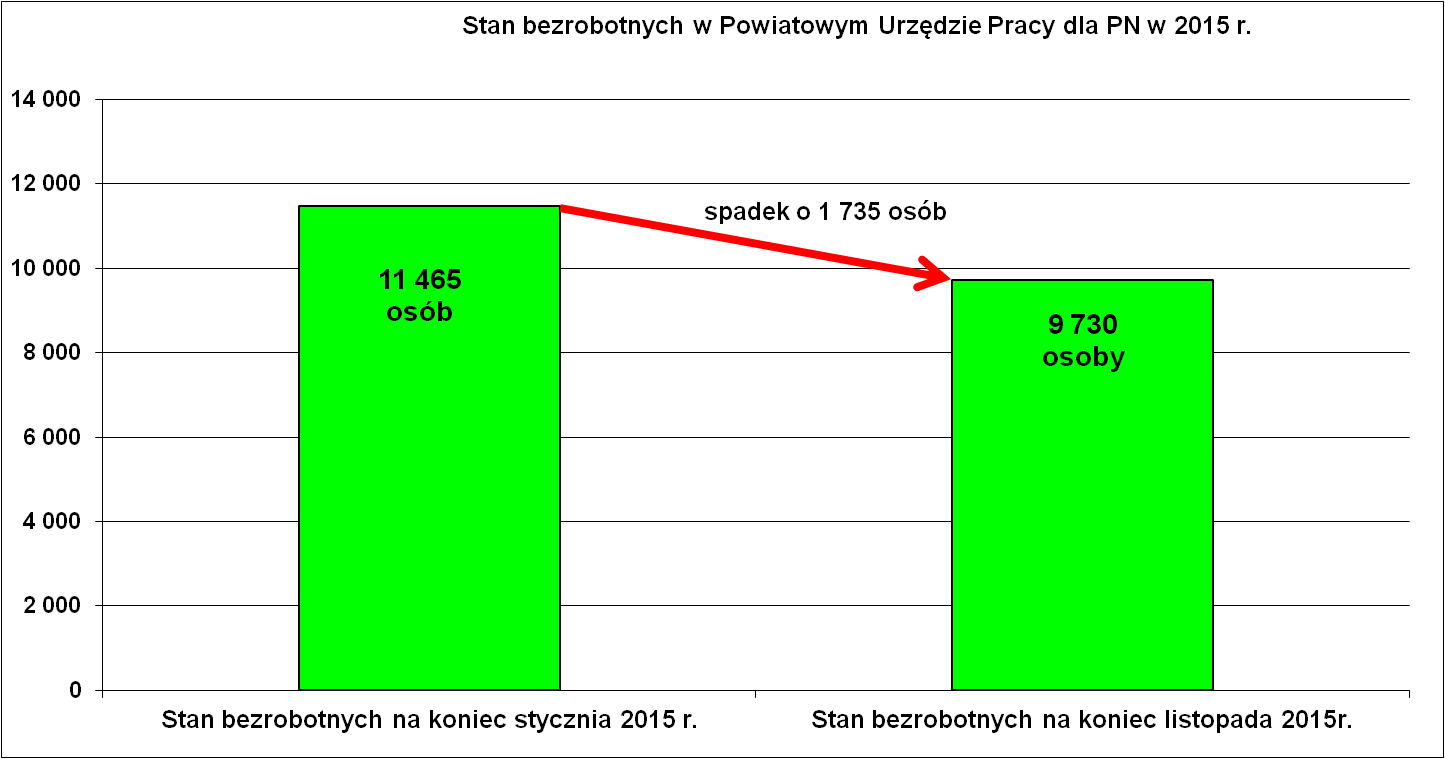 Stan bezrobotnych w Powiatowym Urzędzie Pracy dla PN w 2015 r.
14 000
12 000
10 000
8 000
6 000
4 000
2 000
0
spadek o 1 735 osób
11 465
osób
9 730
osoby
Stan bezrobotnych na koniec stycznia 2015 r.
Stan bezrobotnych na koniec listopada 2015r.